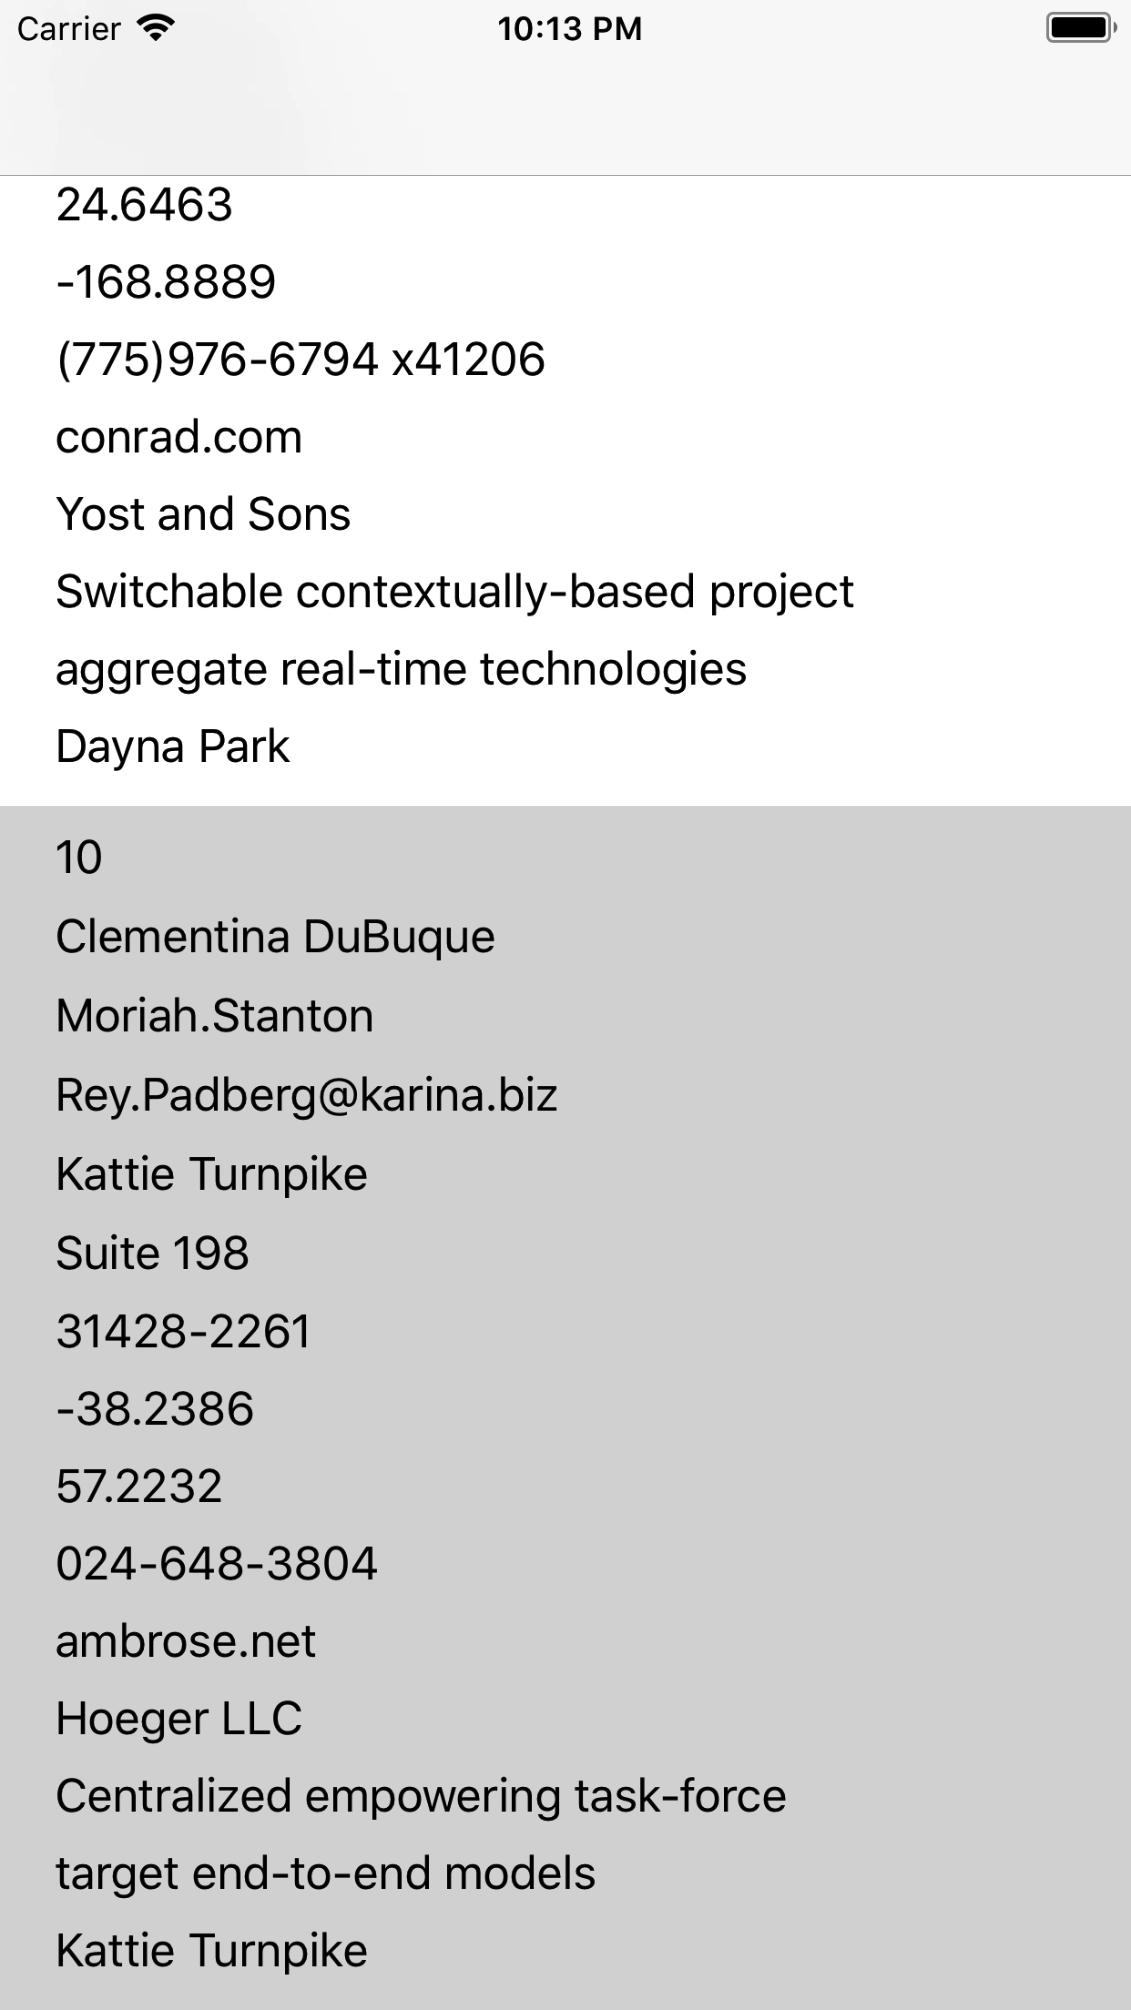 Carrier 10:13 PM
24.6463
-168.8889
(775)976-6794 x41206
conrad.com
Yost and Sons
Switchable contextually-based project
aggregate real-time technologies
Dayna Park
10
Clementina DuBuque
Moriah.Stanton
Rey.Padberg@karina.biz
Kattie Turnpike
Suite 198
31428-2261
-38.2386
57.2232
024-648-3804
ambrose.net
Hoeger LLC
Centralized empowering task-force
target end-to-end models
Kattie Turnpike